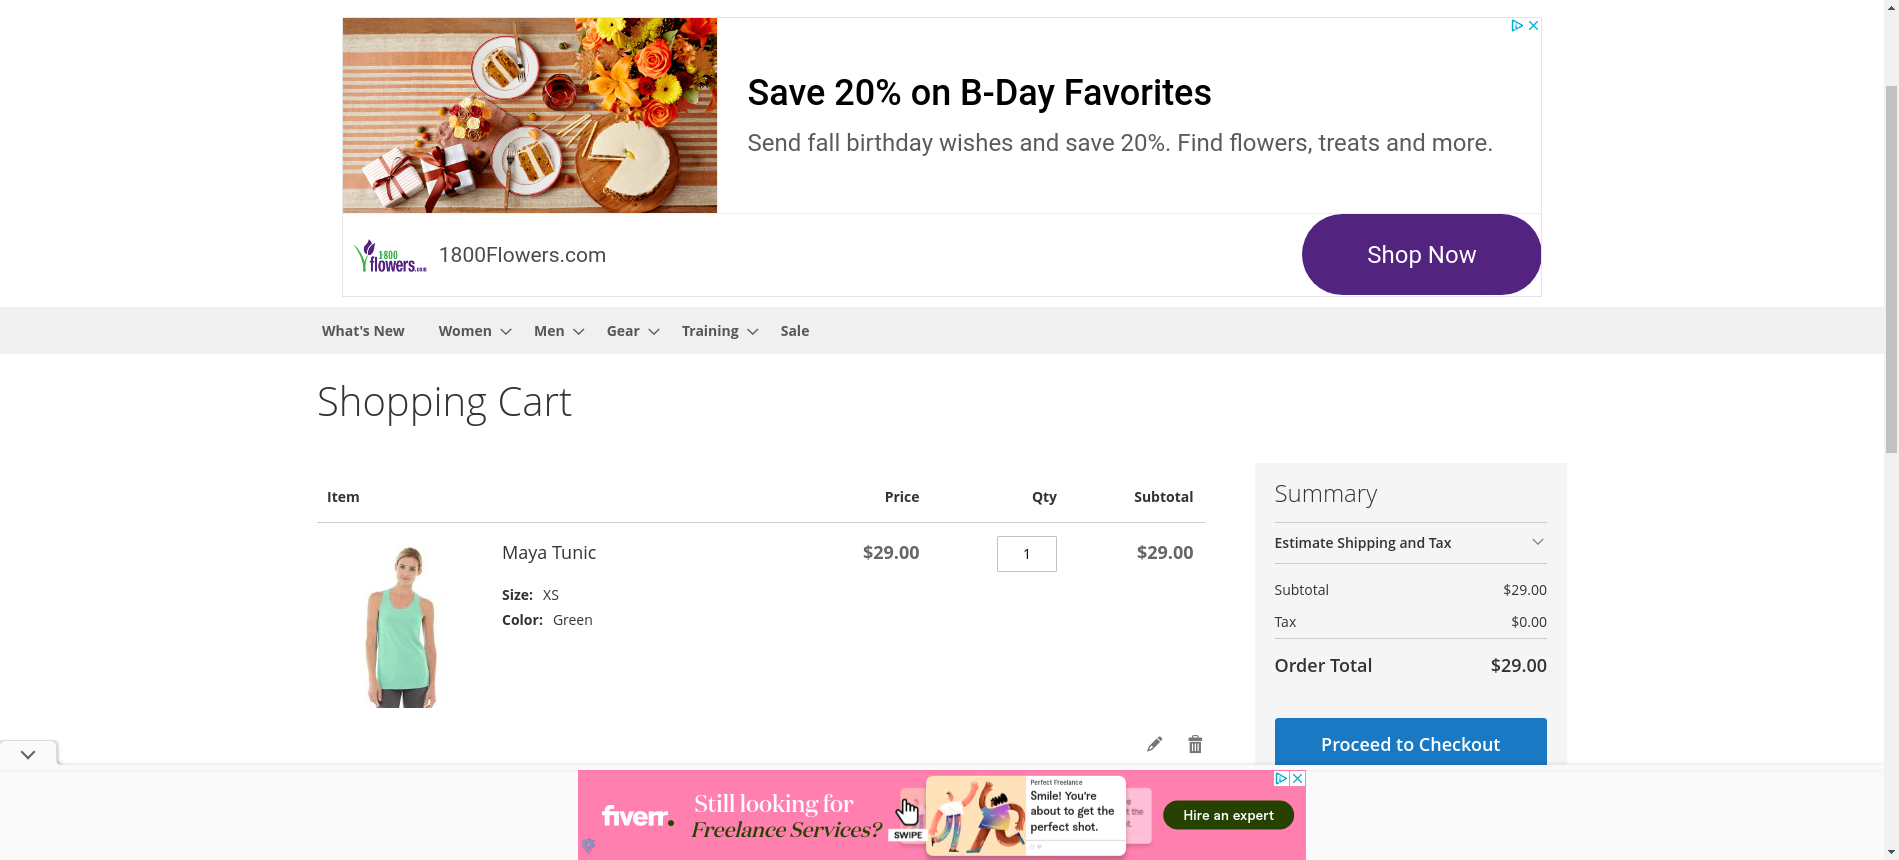 Save 20% on B-Day Favorites
Send fall birthday wishes and save 20%. Find flowers, treats and more.
1-800
flowers.com
1800Flowers.com
Shop Now
What's New Women Men Gear Training Sale
Shopping Cart
Item Price Qty Subtotal
Maya Tunic $29.00 1 $29.00
Size: XS
Color: Green
Summary
Estimate Shipping and Tax
Subtotal $29.00
Tax $0.00
Order Total $29.00
Proceed to Checkout
fiverr.
Still looking for
Freelance Services?
SWIPE
Perfect Freelance
Smile! You're
about to get the
perfect shot.
Hire an expert